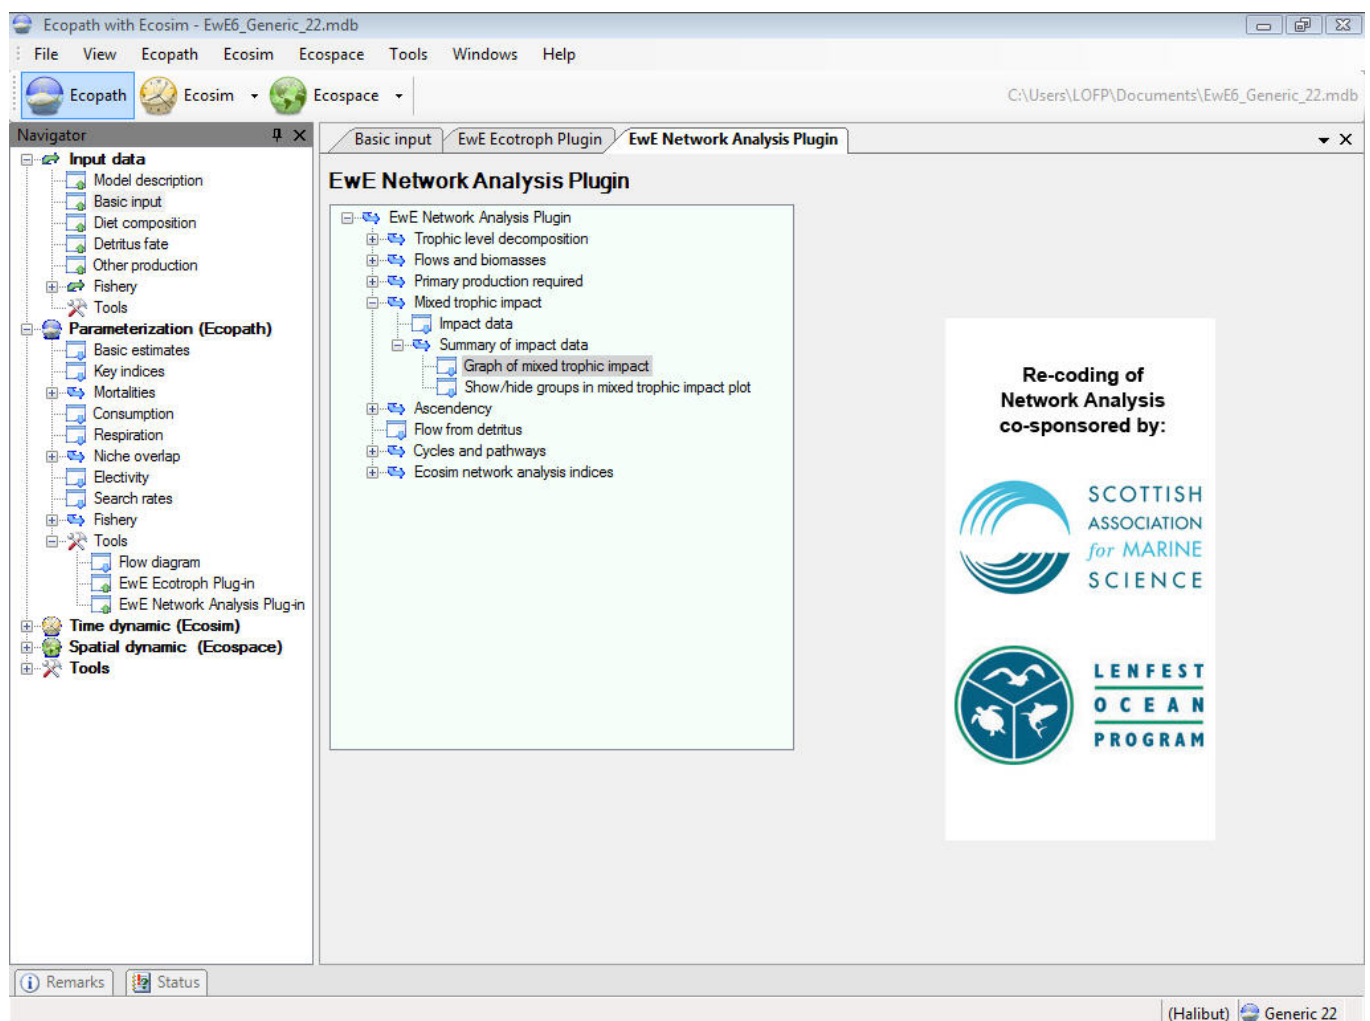 Ecopath with Ecosim - EwE6_Generic_22.mdb
File View Ecopath Ecosim Ecospace Tools Windows Help
Ecopath Ecosim Ecospace C:\Users\LOFP\Documents\EwE6_Generic_22.mdb
Navigator
Input data
Model description
Basic input
Diet composition
Detritus fate
Other production
Fishery
Tools
Parameterization (Ecopath)
Basic estimates
Key indices
Mortalities
Consumption
Respiration
Niche overlap
Electivity
Search rates
Fishery
Tools
Flow diagram
EwE Ecotroph Plug-in
EwE Network Analysis Plug-in
Time dynamic (Ecosim)
Spatial dynamic (Ecospace)
Tools
Basic input EwE Ecotroph Plugin EwE Network Analysis Plugin
EwE Network Analysis Plugin
EwE Network Analysis Plugin
Trophic level decomposition
Flows and biomasses
Primary production required
Mixed trophic impact
Impact data
Summary of impact data
Graph of mixed trophic impact
Show/hide groups in mixed trophic impact plot
Ascendency
Flow from detritus
Cycles and pathways
Ecosim network analysis indices
Re-coding of
Network Analysis
co-sponsored by:
SCOTTISH
ASSOCIATION
for MARINE
SCIENCE
LENFEST
OCEAN
PROGRAM
Remarks Status
(Halibut) Generic 22